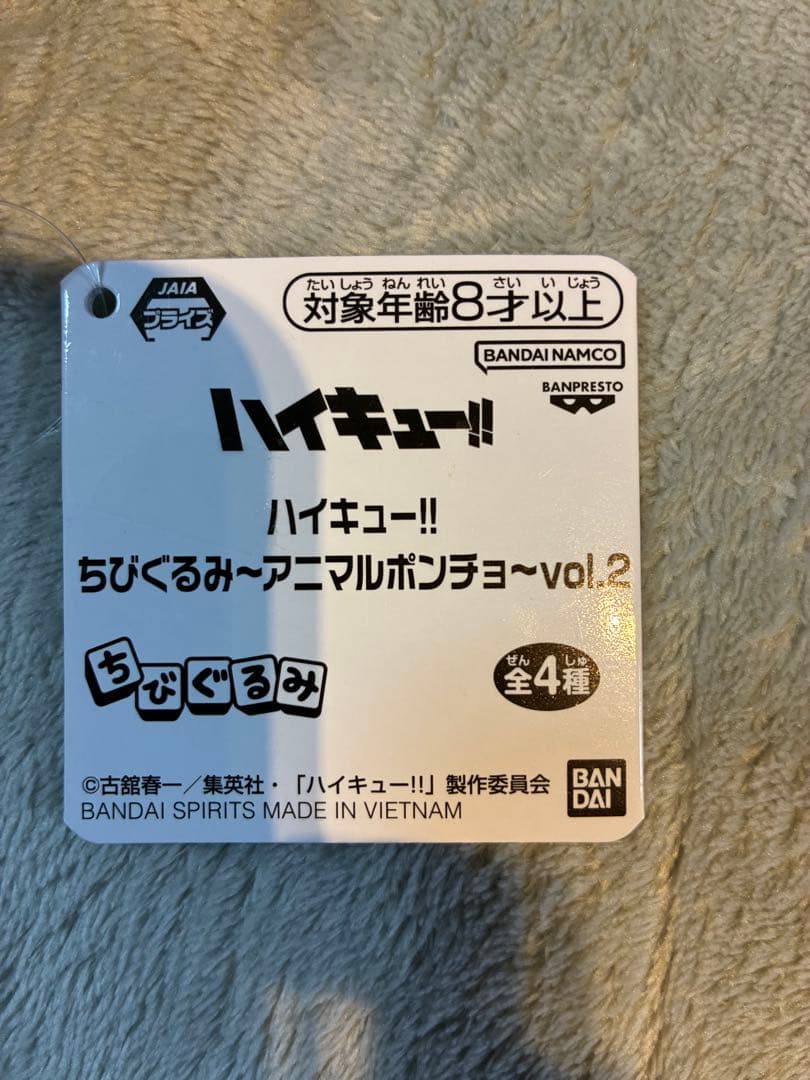 JAIA
プライズ
たいしょうねんれい さいいじょう
対象年齢8才以上
BANDAI NAMCO
BANPRESTO
ハイキュー!!
ハイキュー!!
ちびぐるみ~アニマルポンチョ~vol.2
ちびぐるみ
ぜん しゅ
全4種
©古舘春一/集英社・「ハイキュー!!」製作委員会
BANDAI SPIRITS MADE IN VIETNAM
BAN
DAI